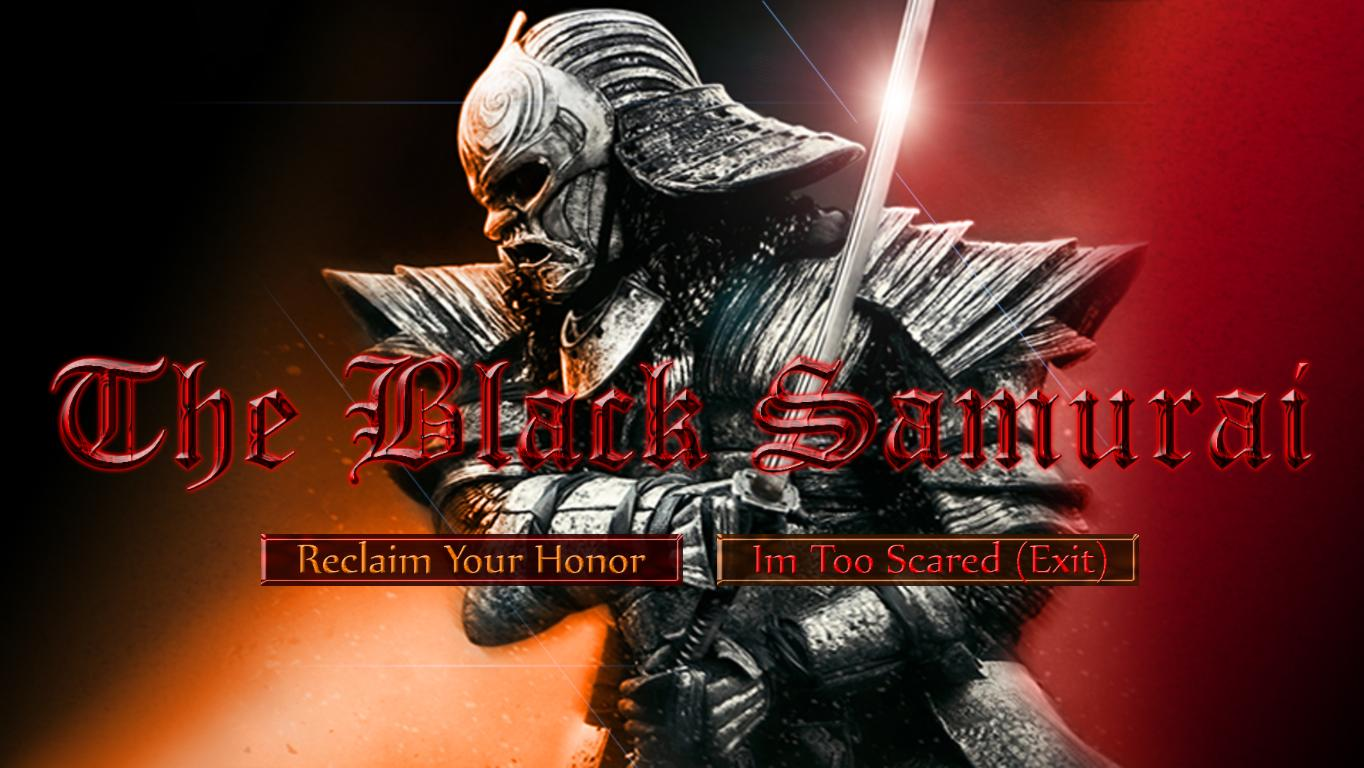 The Black Samurai
Reclaim Your Honor
Im Too Scared (Exit)